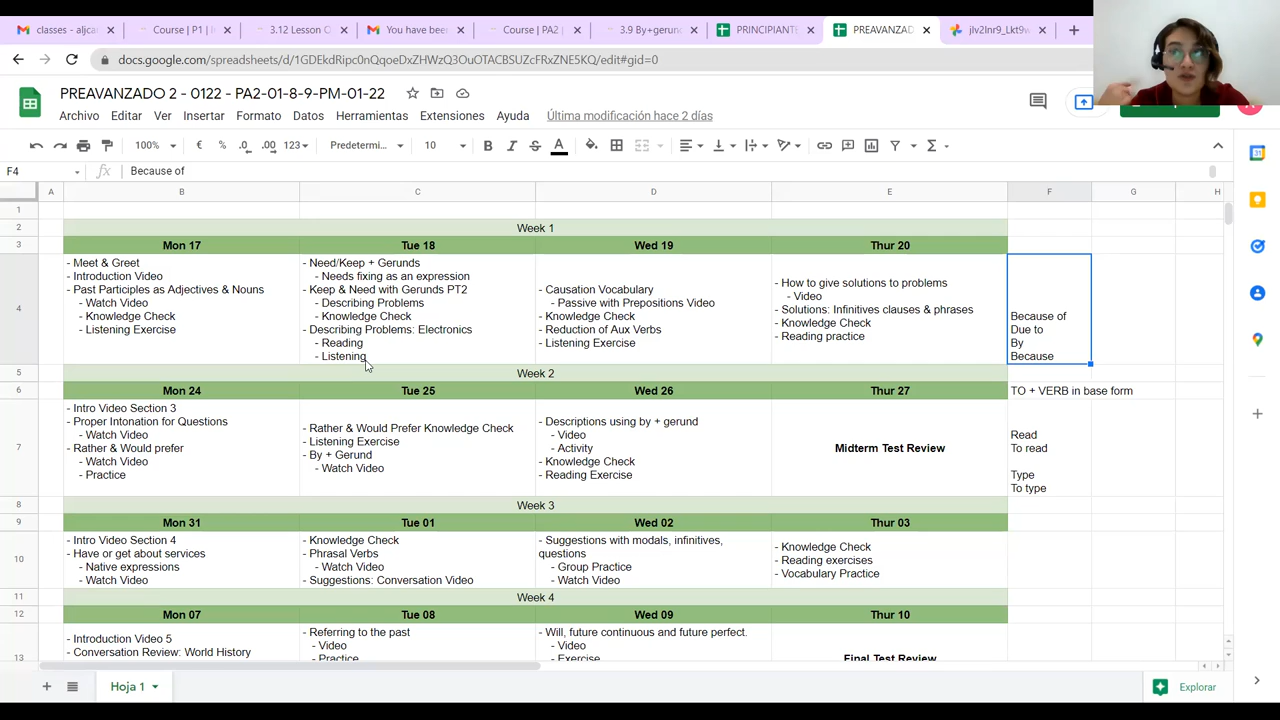 classes - aljca
Course | P1 |
3.12 Lesson C
You have beer
Course | PA2
3.9 By+gerun
PRINCIPIANTE
PREAVANZAD
jlv2lnr9_Lkt9w
docs.google.com/spreadsheets/d/1GDEkdRipc0nQqoeDxZHWzQ3OuOTACBSUZcFRxZNE5KQ/edit#gid=0
PREAVANZADO 2 - 0122 - PA2-01-8-9-PM-01-22
Archivo Editar Ver Insertar Formato Datos Herramientas Extensiones Ayuda Última modificación hace 2 días
100% € % .0 .00 123 Predetermi... 10 B I S A
F4 fx Because of
A B C D E F G H
1
2 Week 1
3 Mon 17 Tue 18 Wed 19 Thur 20
4
- Meet & Greet
- Introduction Video
- Past Participles as Adjectives & Nouns
- Watch Video
- Knowledge Check
- Listening Exercise
- Need/Keep + Gerunds
- Needs fixing as an expression
- Keep & Need with Gerunds PT2
- Describing Problems
- Knowledge Check
- Describing Problems: Electronics
- Reading
- Listening
- Causation Vocabulary
- Passive with Prepositions Video
- Knowledge Check
- Reduction of Aux Verbs
- Listening Exercise
- How to give solutions to problems
- Video
- Solutions: Infinitives clauses & phrases
- Knowledge Check
- Reading practice
Because of
Due to
By
Because
5 Week 2
6 Mon 24 Tue 25 Wed 26 Thur 27 TO + VERB in base form
7
- Intro Video Section 3
- Proper Intonation for Questions
- Watch Video
- Rather & Would prefer
- Watch Video
- Practice
- Rather & Would Prefer Knowledge Check
- Listening Exercise
- By + Gerund
- Watch Video
- Descriptions using by + gerund
- Video
- Activity
- Knowledge Check
- Reading Exercise
Midterm Test Review
Read
To read
Type
To type
8 Week 3
9 Mon 31 Tue 01 Wed 02 Thur 03
10
- Intro Video Section 4
- Have or get about services
- Native expressions
- Watch Video
- Knowledge Check
- Phrasal Verbs
- Watch Video
- Suggestions: Conversation Video
- Suggestions with modals, infinitives,
questions
- Group Practice
- Watch Video
- Knowledge Check
- Reading exercises
- Vocabulary Practice
11 Week 4
12 Mon 07 Tue 08 Wed 09 Thur 10
13
- Introduction Video 5
- Conversation Review: World History
- Referring to the past
- Video
- Practice
- Will, future continuous and future perfect.
- Video
- Exercise
Final Test Review
Hoja 1
Explorar